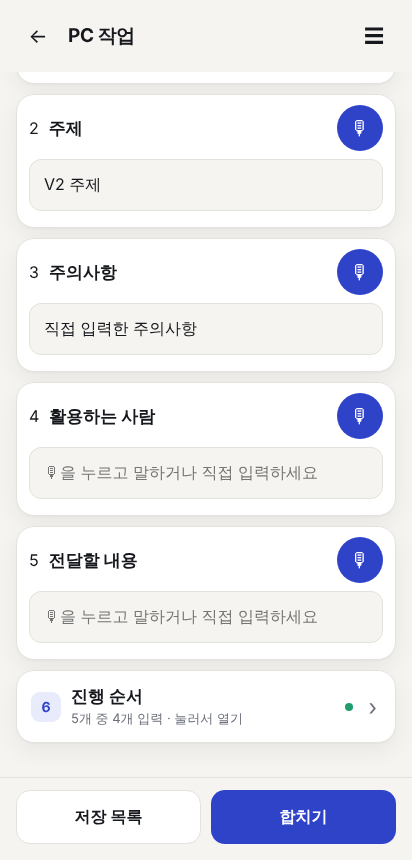 ← PC 작업 ☰
2 주제 🎙
V2 주제
3 주의사항 🎙
직접 입력한 주의사항
4 활용하는 사람 🎙
🎙을 누르고 말하거나 직접 입력하세요
5 전달할 내용 🎙
🎙을 누르고 말하거나 직접 입력하세요
6 진행 순서
5개 중 4개 입력 · 눌러서 열기
저장 목록 합치기